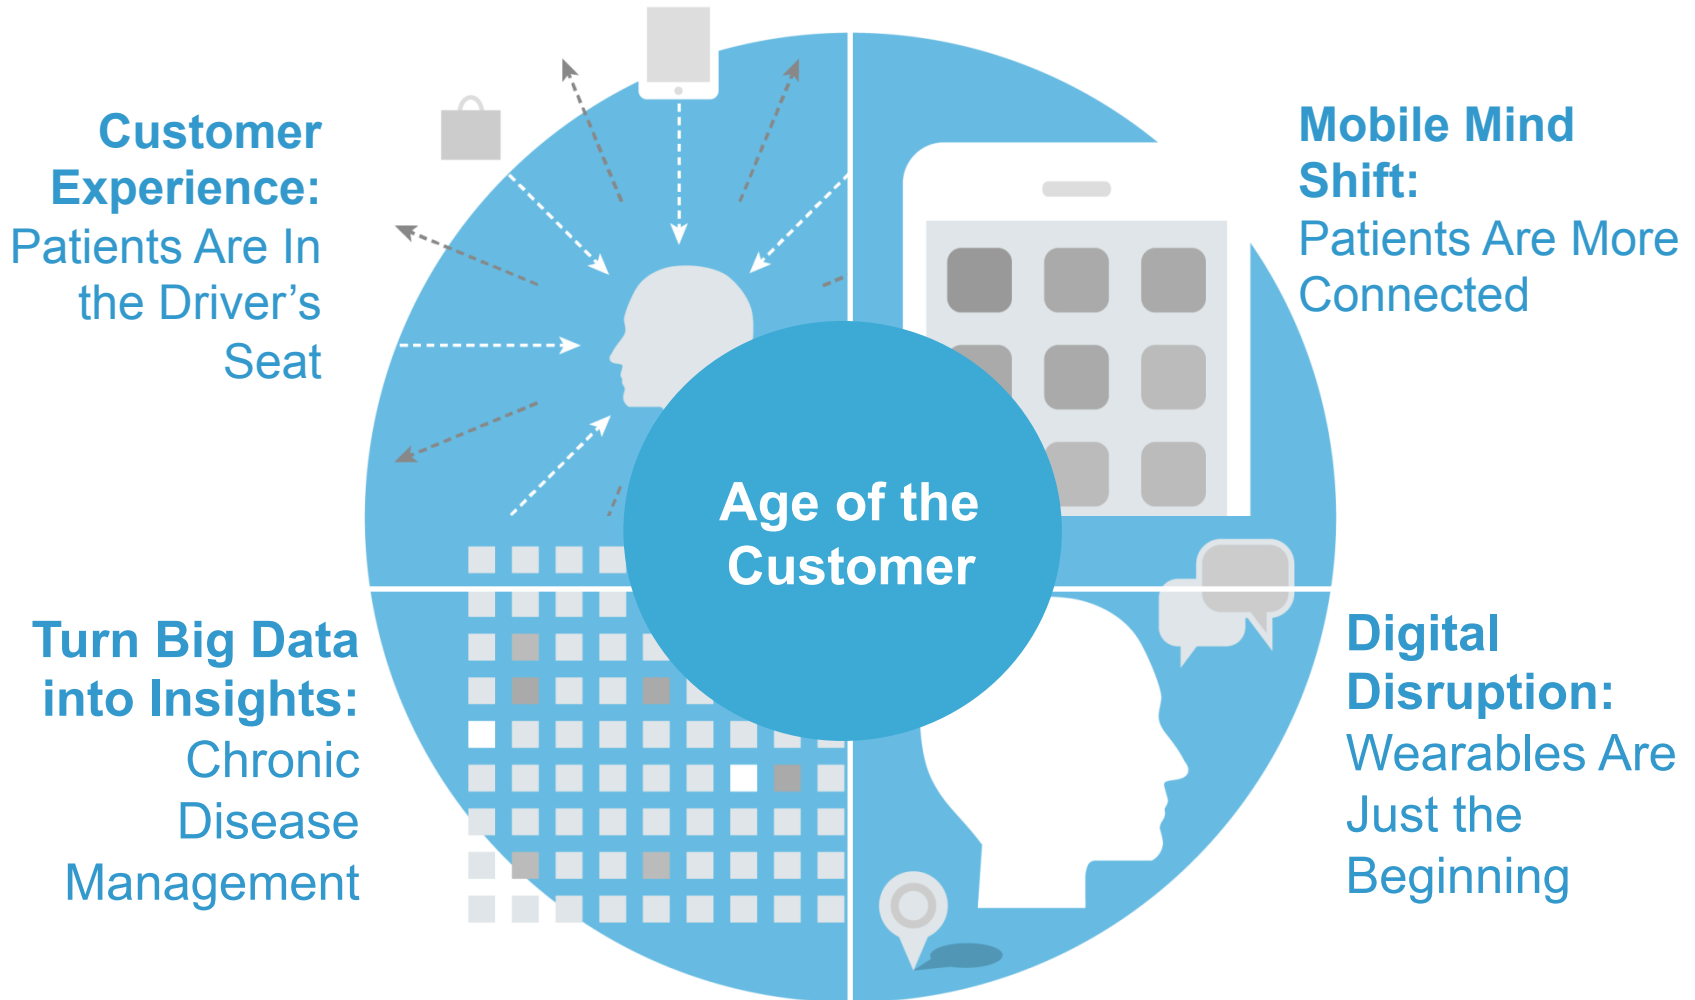 Customer
Experience:
Patients Are In
the Driver’s
Seat
Mobile Mind
Shift:
Patients Are More
Connected
Age of the
Customer
Turn Big Data
into Insights:
Chronic
Disease
Management
Digital
Disruption:
Wearables Are
Just the
Beginning